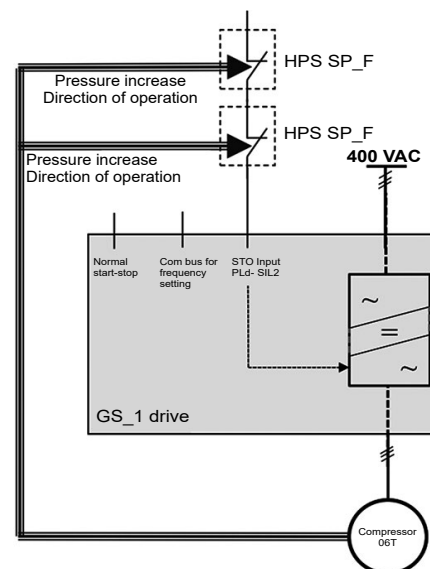 HPS SP_F
Pressure increase
Direction of operation
HPS SP_F
Pressure increase
Direction of operation
400 VAC
Normal
start-stop
Com bus for
frequency
setting
STO Input
PLd- SIL2
~
=
~
GS_1 drive
Compressor
06T